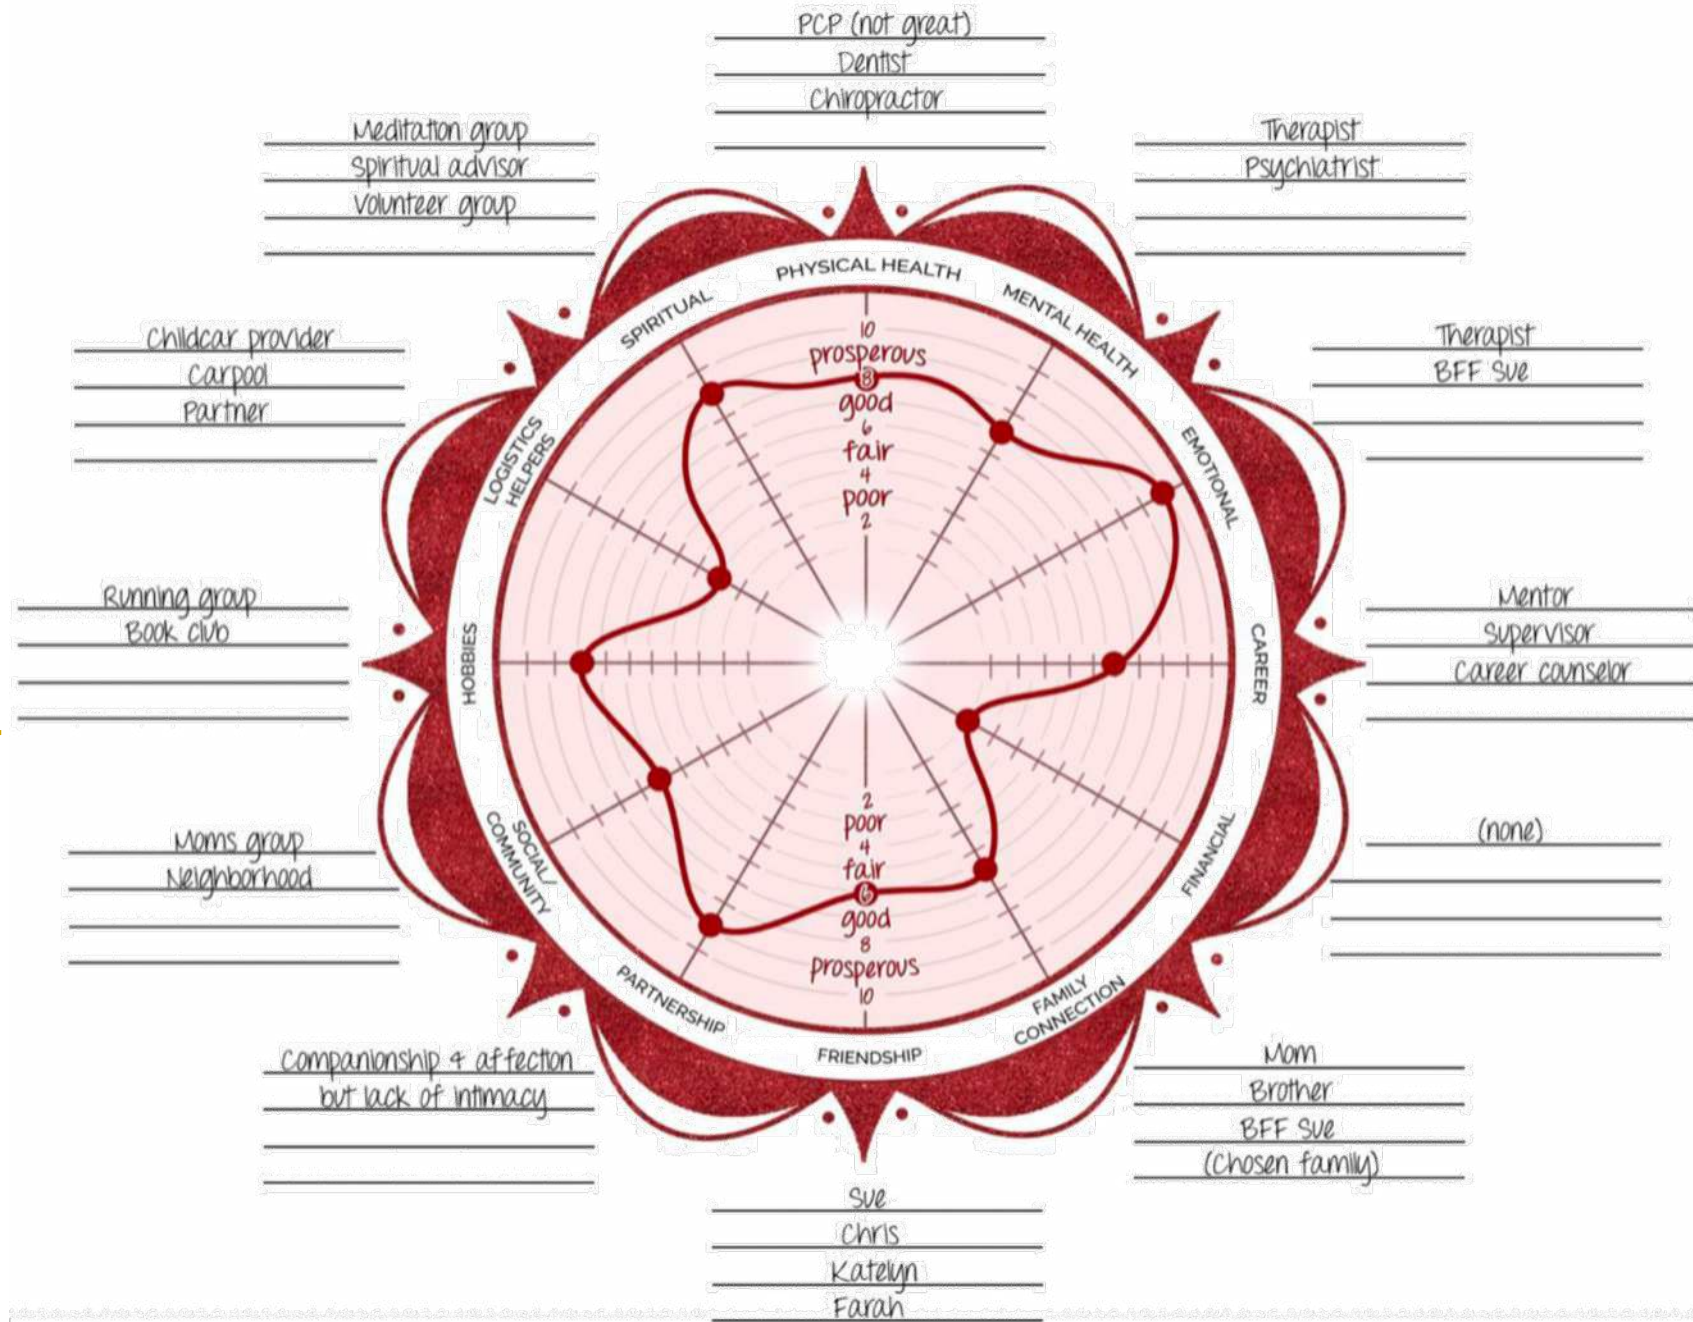 PCP (not great)
Dentist
Chiropractor
Meditation group
Spiritual advisor
Volunteer group
Therapist
Psychiatrist
Childcar provider
Carpool
Partner
Therapist
BFF Sue
Running group
Book club
Mentor
Supervisor
Career counselor
Moms group
Neighborhood
(none)
Companionship & affection
but lack of intimacy
Mom
Brother
BFF Sue
(Chosen family)
Sue
Chris
Katelyn
Farah
PHYSICAL HEALTH
MENTAL HEALTH
EMOTIONAL
CAREER
FINANCIAL
FAMILY
CONNECTION
FRIENDSHIP
PARTNERSHIP
SOCIAL/
COMMUNITY
HOBBIES
LOGISTICS
HELPERS
SPIRITUAL
10
prosperous
8
good
6
fair
4
poor
2
2
poor
4
fair
6
good
8
prosperous
10